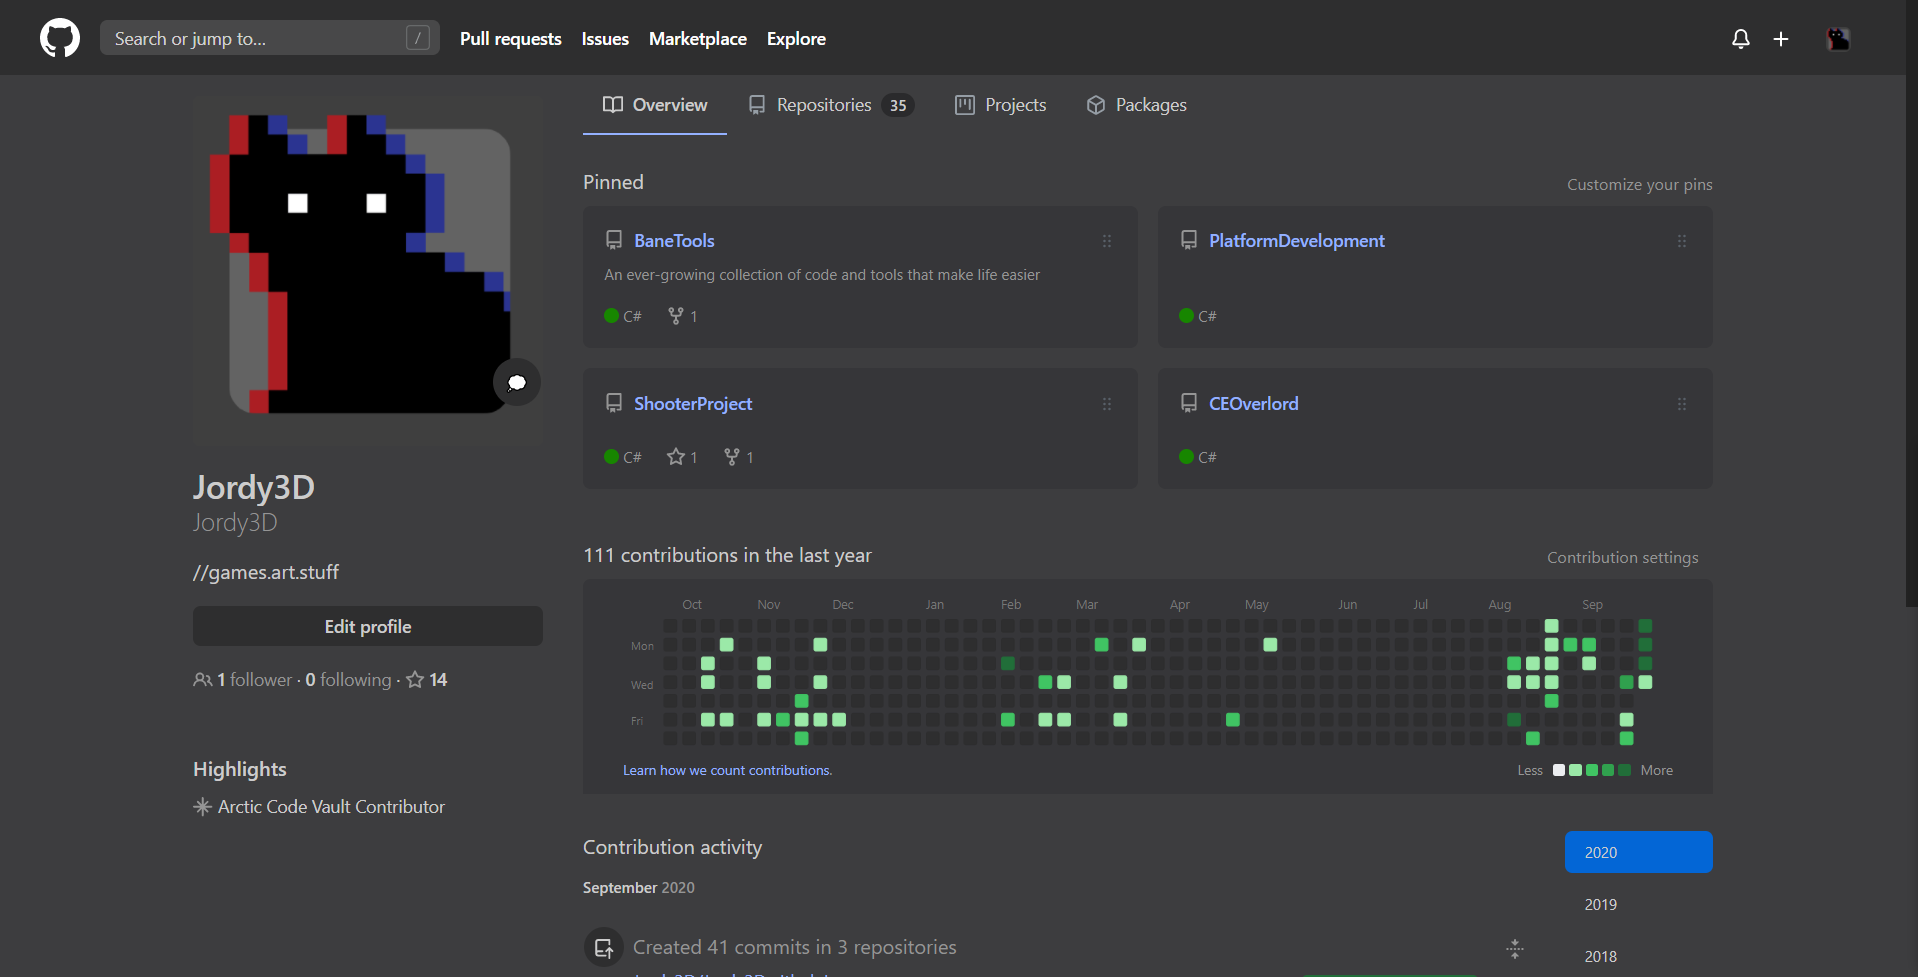 Search or jump to... /
Pull requests Issues Marketplace Explore
Overview Repositories 35 Projects Packages
Jordy3D
Jordy3D
//games.art.stuff
Edit profile
1 follower · 0 following · 14
Highlights
Arctic Code Vault Contributor
Pinned Customize your pins
BaneTools
An ever-growing collection of code and tools that make life easier
C# 1
PlatformDevelopment
C#
ShooterProject
C# 1 1
CEOverlord
C#
111 contributions in the last year Contribution settings
Oct Nov Dec Jan Feb Mar Apr May Jun Jul Aug Sep
Mon
Wed
Fri
Learn how we count contributions. Less More
Contribution activity
2020
2019
2018
September 2020
Created 41 commits in 3 repositories